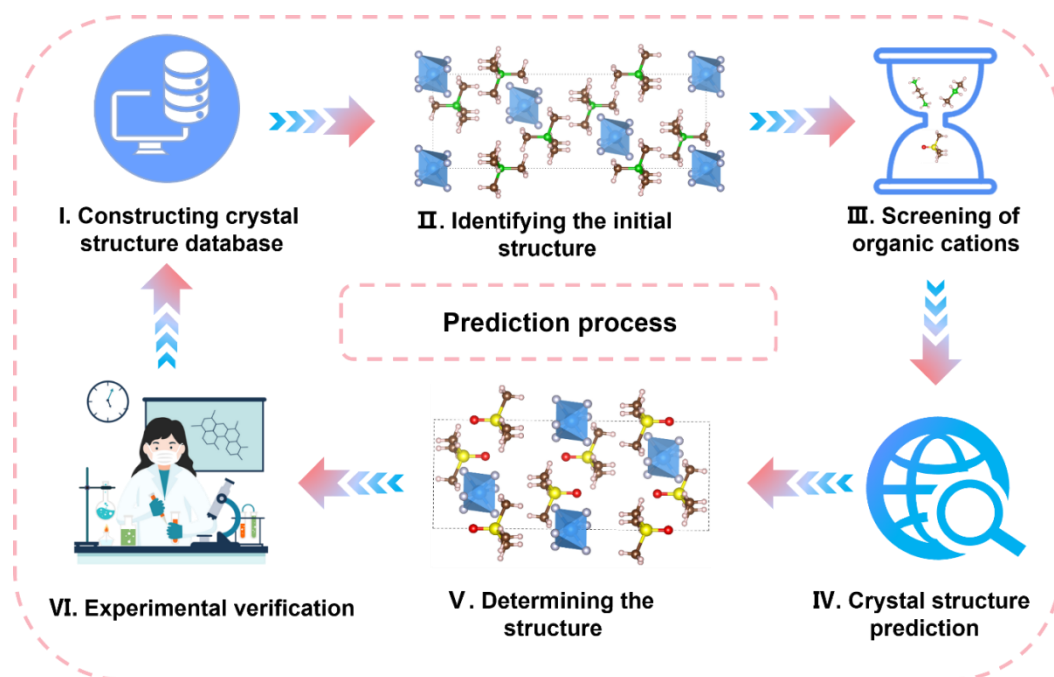 Ⅰ. Constructing crystal
structure database
Ⅱ. Identifying the initial
structure
Ⅲ. Screening of
organic cations
Prediction process
Ⅵ. Experimental verification
Ⅴ. Determining the
structure
Ⅳ. Crystal structure
prediction